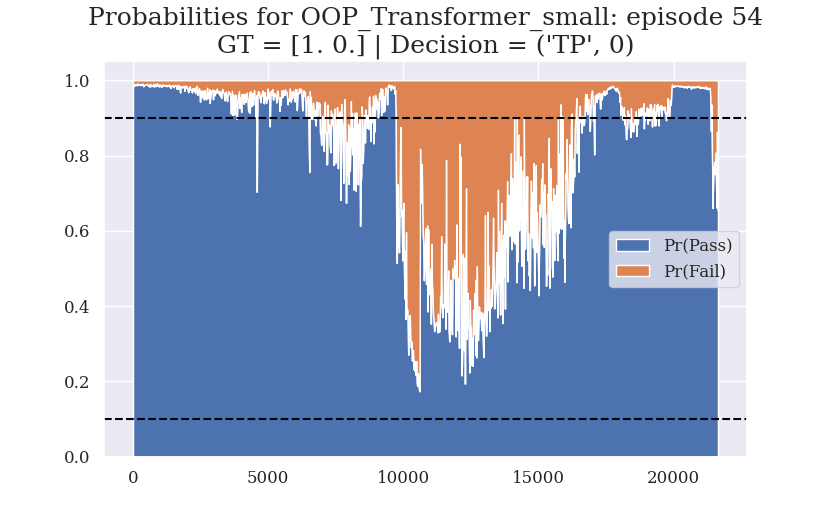 Probabilities for OOP_Transformer_small: episode 54
GT = [1. 0.] | Decision = ('TP', 0)
1.0
0.8
0.6
0.4
0.2
0.0
Pr(Pass)
Pr(Fail)
0
5000
10000
15000
20000